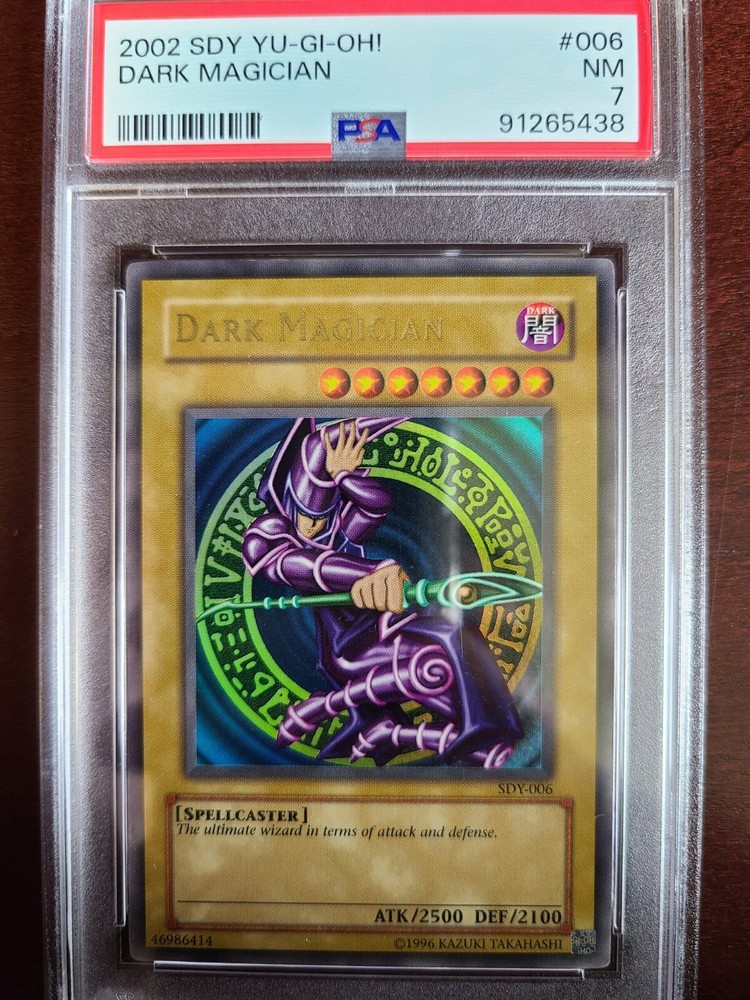 2002 SDY YU-GI-OH! #006
DARK MAGICIAN NM
7
PSA 91265438
DARK MAGICIAN
DARK
闇
SDY-006
[SPELLCASTER]
The ultimate wizard in terms of attack and defense.
ATK/2500 DEF/2100
46986414 ©1996 KAZUKI TAKAHASHI